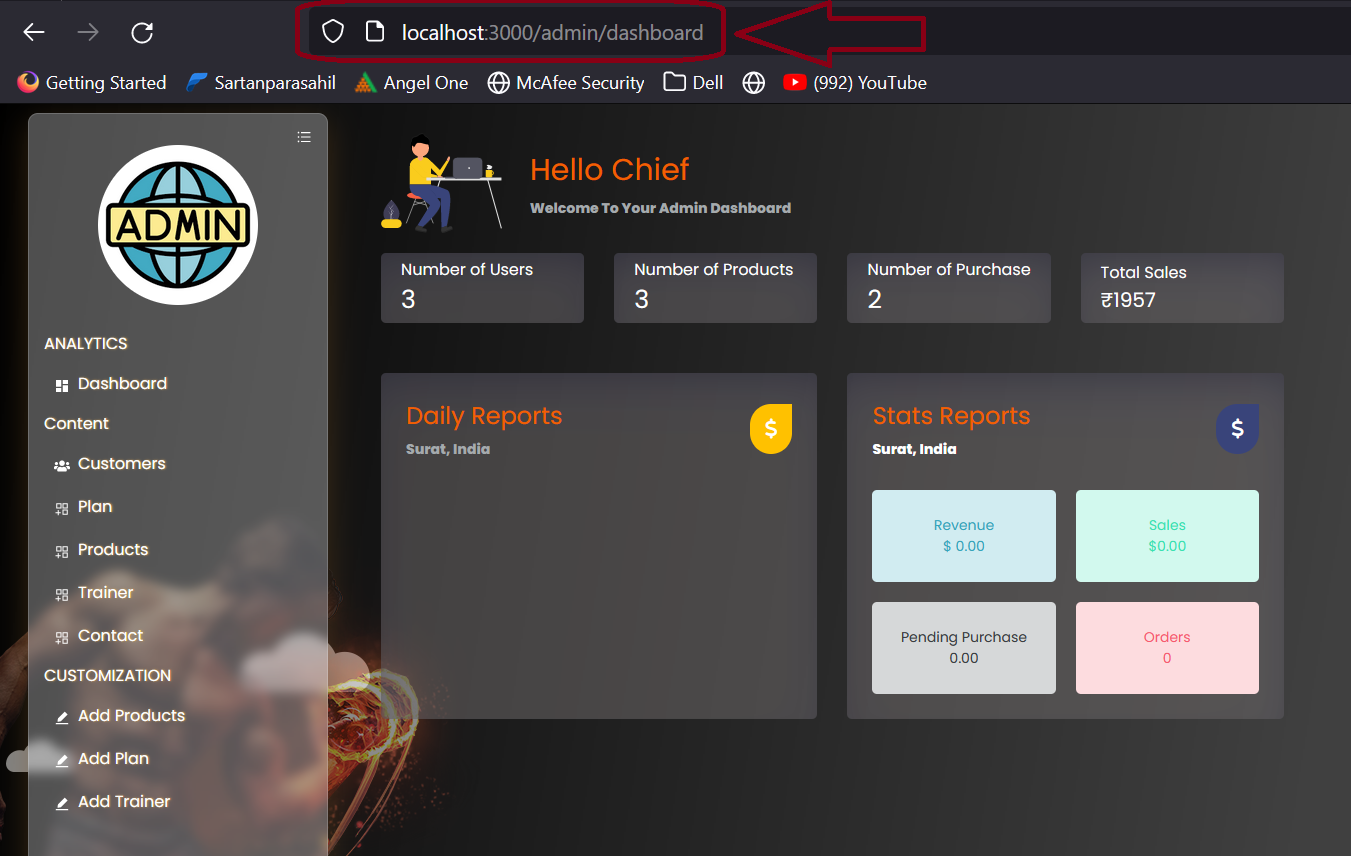 localhost:3000/admin/dashboard
Getting Started Sartanparasahil Angel One McAfee Security Dell (992) YouTube
ADMIN
ANALYTICS
Dashboard
Content
Customers
Plan
Products
Trainer
Contact
CUSTOMIZATION
Add Products
Add Plan
Add Trainer
Hello Chief
Welcome To Your Admin Dashboard
Number of Users
3
Number of Products
3
Number of Purchase
2
Total Sales
₹1957
Daily Reports
$
Surat, India
Stats Reports
$
Surat, India
Revenue
$ 0.00
Sales
$0.00
Pending Purchase
0.00
Orders
0